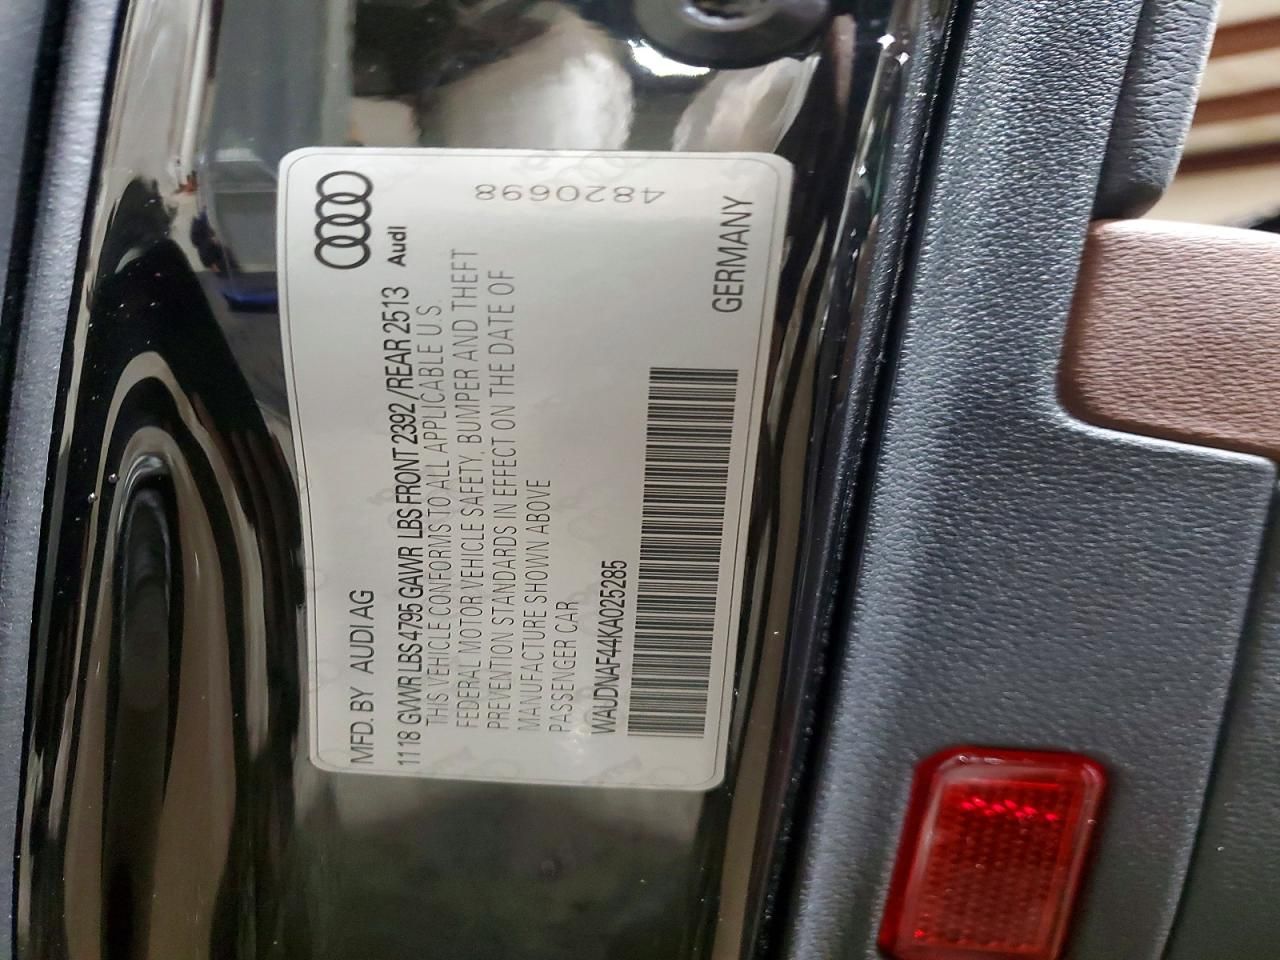 MFD. BY AUDI AG
1118 GVWR LBS 4795 GAWR LBS FRONT 2392/REAR 2513
Audi
THIS VEHICLE CONFORMS TO ALL APPLICABLE U.S.
FEDERAL MOTOR VEHICLE SAFETY, BUMPER AND THEFT
PREVENTION STANDARDS IN EFFECT ON THE DATE OF
MANUFACTURE SHOWN ABOVE
PASSENGER CAR
WAUDNAF44KA025285
GERMANY
4820698